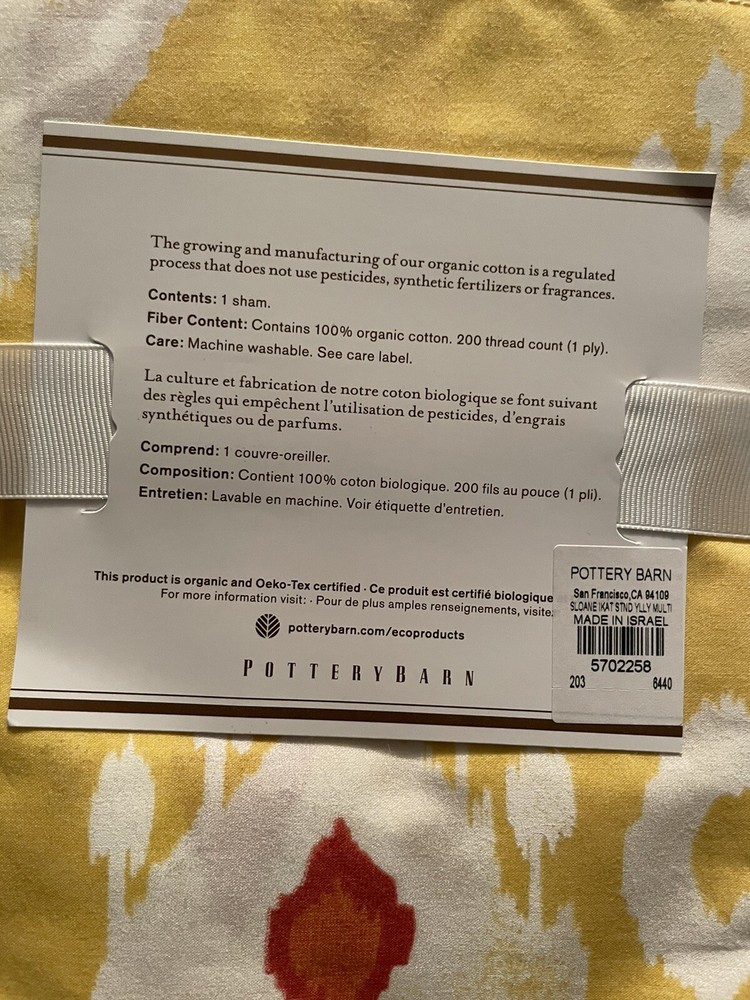 The growing and manufacturing of our organic cotton is a regulated
process that does not use pesticides, synthetic fertilizers or fragrances.
Contents: 1 sham.
Fiber Content: Contains 100% organic cotton. 200 thread count (1 ply).
Care: Machine washable. See care label.
La culture et fabrication de notre coton biologique se font suivant
des règles qui empêchent l'utilisation de pesticides, d'engrais
synthétiques ou de parfums.
Comprend: 1 couvre-oreiller.
Composition: Contient 100% coton biologique. 200 fils au pouce (1 pli).
Entretien: Lavable en machine. Voir étiquette d'entretien.
This product is organic and Oeko-Tex certified · Ce produit est certifié biologique
For more information visit: · Pour de plus amples renseignements, visite
potterybarn.com/ecoproducts
POTTERYBARN
POTTERY BARN
San Francisco,CA 94109
SLOANE IKAT STND YLLY MULTI
MADE IN ISRAEL
5702258
203 6440